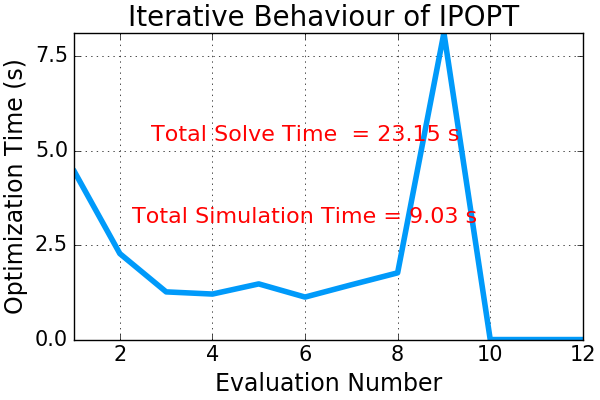 Iterative Behaviour of IPOPT
Optimization Time (s)
7.5
5.0
2.5
0.0
Total Solve Time  = 23.15 s
Total Simulation Time = 9.03 s
2 4 6 8 10 12
Evaluation Number